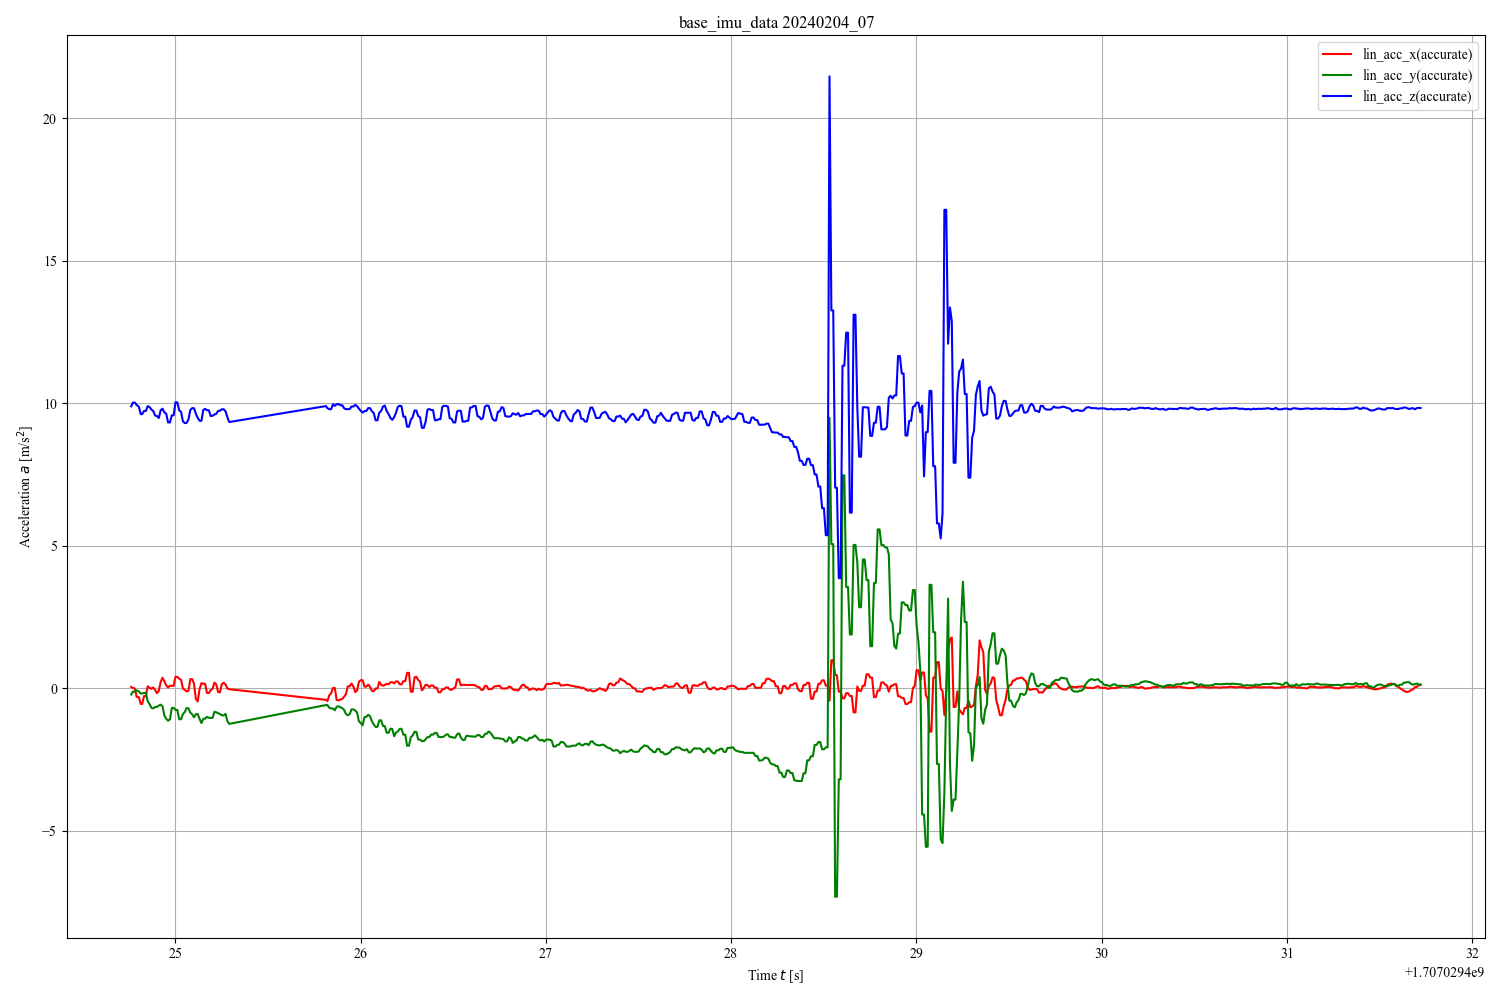 base_imu_data 20240204_07
lin_acc_x(accurate)
lin_acc_y(accurate)
lin_acc_z(accurate)
20
15
10
5
0
−5
Acceleration a [m/s²]
25 26 27 28 29 30 31 32
Time t [s]
+1.7070294e9